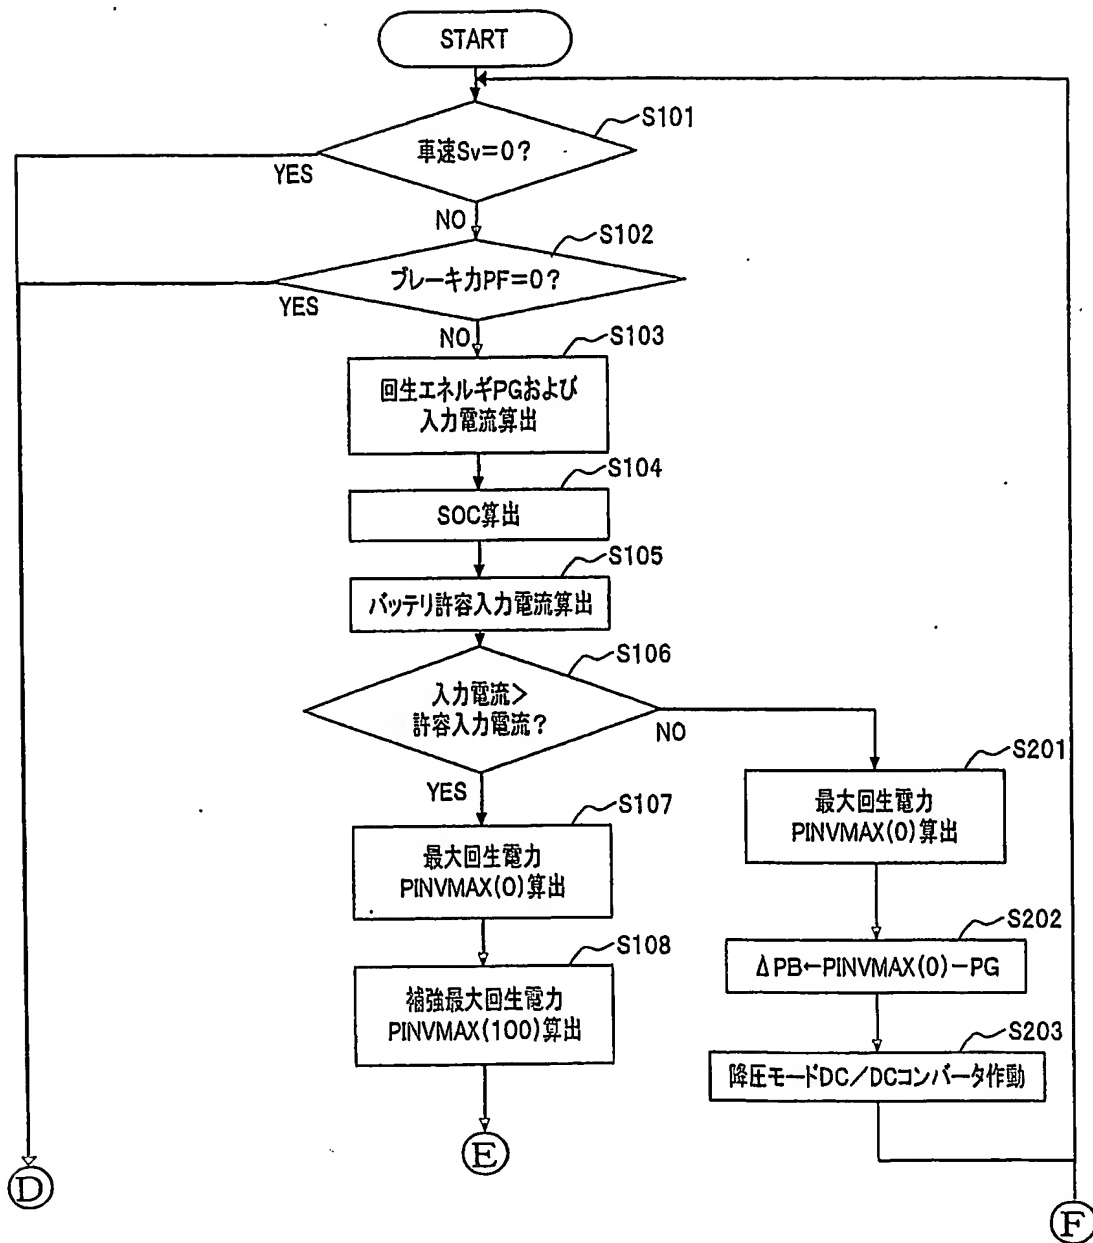 START
S101
車速Sv=0?
YES
NO
S102
ブレーキ力PF=0?
YES
NO
S103
回生エネルギPGおよび
入力電流算出
S104
SOC算出
S105
バッテリ許容入力電流算出
S106
入力電流>
許容入力電流?
NO
YES
S107
最大回生電力
PINVMAX(0)算出
S108
補強最大回生電力
PINVMAX(100)算出
E
S201
最大回生電力
PINVMAX(0)算出
S202
ΔPB←PINVMAX(0)-PG
S203
降圧モードDC/DCコンバータ作動
D
F